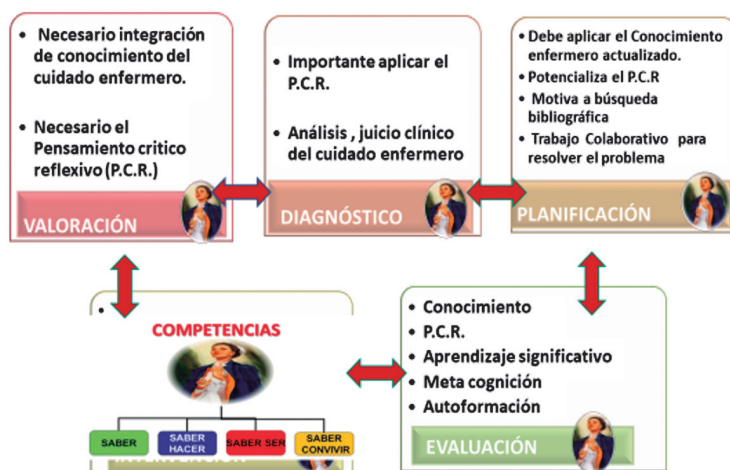 • Necesario integración
de conocimiento del
cuidado enfermero.
• Necesario el
Pensamiento critico
reflexivo (P.C.R.)
VALORACIÓN
• Importante aplicar el
P.C.R.
• Análisis , juicio clínico
del cuidado enfermero
DIAGNÓSTICO
• Debe aplicar el Conocimiento
enfermero actualizado.
• Potencializa el P.C.R
• Motiva a búsqueda
bibliográfica
• Trabajo Colaborativo para
resolver el problema
PLANIFICACIÓN
•
COMPETENCIAS
SABER
SABER
HACER
SABER SER
SABER
CONVIVIR
• Conocimiento
• P.C.R.
• Aprendizaje significativo
• Meta cognición
• Autoformación
EVALUACIÓN